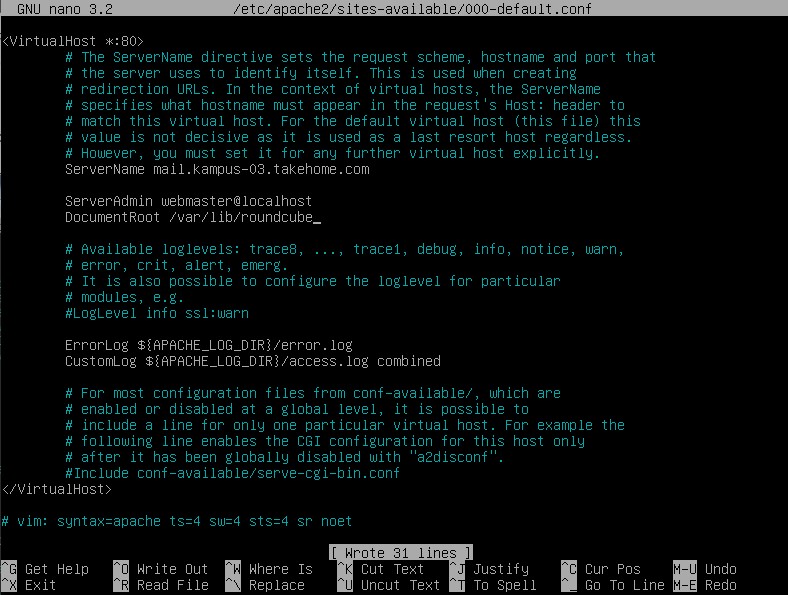 GNU nano 3.2 /etc/apache2/sites-available/000-default.conf
<VirtualHost *:80>
# The ServerName directive sets the request scheme, hostname and port that
# the server uses to identify itself. This is used when creating
# redirection URLs. In the context of virtual hosts, the ServerName
# specifies what hostname must appear in the request's Host: header to
# match this virtual host. For the default virtual host (this file) this
# value is not decisive as it is used as a last resort host regardless.
# However, you must set it for any further virtual host explicitly.
ServerName mail.kampus-03.takehome.com
ServerAdmin webmaster@localhost
DocumentRoot /var/lib/roundcube_
# Available loglevels: trace8, ..., trace1, debug, info, notice, warn,
# error, crit, alert, emerg.
# It is also possible to configure the loglevel for particular
# modules, e.g.
#LogLevel info ssl:warn
ErrorLog ${APACHE_LOG_DIR}/error.log
CustomLog ${APACHE_LOG_DIR}/access.log combined
# For most configuration files from conf-available/, which are
# enabled or disabled at a global level, it is possible to
# include a line for only one particular virtual host. For example the
# following line enables the CGI configuration for this host only
# after it has been globally disabled with "a2disconf".
#Include conf-available/serve-cgi-bin.conf
</VirtualHost>
# vim: syntax=apache ts=4 sw=4 sts=4 sr noet
[ Wrote 31 lines ]
^G Get Help ^O Write Out ^W Where Is ^K Cut Text ^J Justify ^C Cur Pos M-U Undo
^X Exit ^R Read File ^\ Replace ^U Uncut Text ^T To Spell ^_ Go To Line M-E Redo